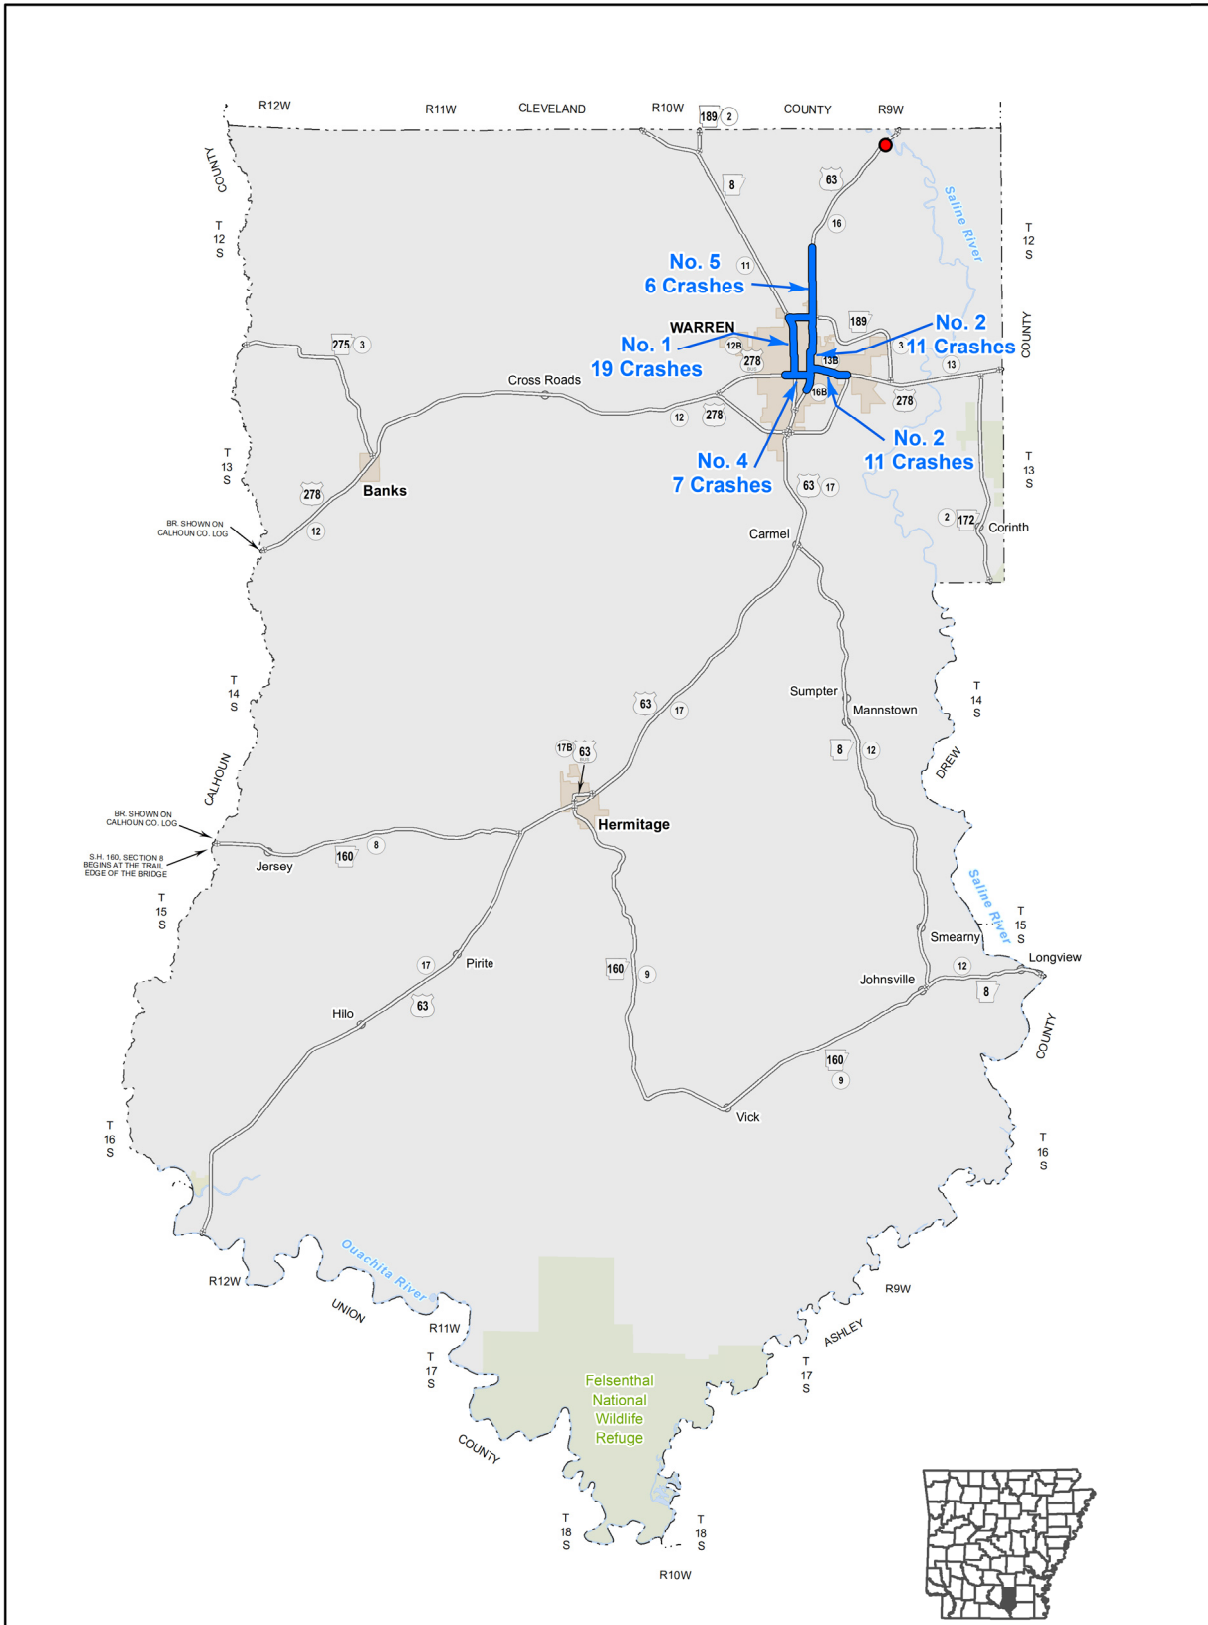 R12W
R11W
CLEVELAND
R10W
189
2
COUNTY
R9W
COUNTY
8
63
16
T
12
S
T
12
S
Saline River
No. 5
6 Crashes
11
WARREN
189
No. 2
11 Crashes
COUNTY
No. 1
19 Crashes
12B
278
BUS
13B
3
13
275
3
Cross Roads
12
278
16B
278
T
13
S
No. 4
7 Crashes
No. 2
11 Crashes
T
13
S
278
Banks
63
17
12
BR. SHOWN ON
CALHOUN CO. LOG
Carmel
2
172
Corinth
T
14
S
Sumpter
Mannstown
T
14
S
63
17
8
12
17B
63
BUS
CALHOUN
DREW
BR. SHOWN ON
CALHOUN CO. LOG
Hermitage
S.H. 160, SECTION 8
BEGINS AT THE TRAIL
EDGE OF THE BRIDGE
160
8
Jersey
Saline River
T
15
S
T
15
S
Smearny
17
Pirite
160
9
12
Longview
Johnsville
8
63
Hilo
COUNTY
160
9
Vick
T
16
S
T
16
S
Ouachita River
R12W
UNION
R11W
R9W
ASHLEY
T
17
S
T
17
S
Felsenthal
National
Wildlife
Refuge
COUNTY
T
18
S
T
18
S
R10W